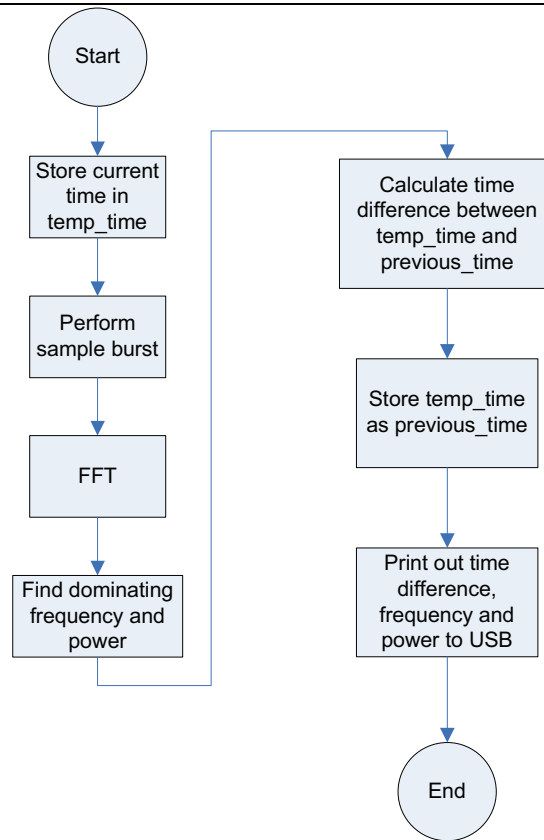 Start
Store current
time in
temp_time
Perform
sample burst
FFT
Find dominating
frequency and
power
Calculate time
difference between
temp_time and
previous_time
Store temp_time
as previous_time
Print out time
difference,
frequency and
power to USB
End